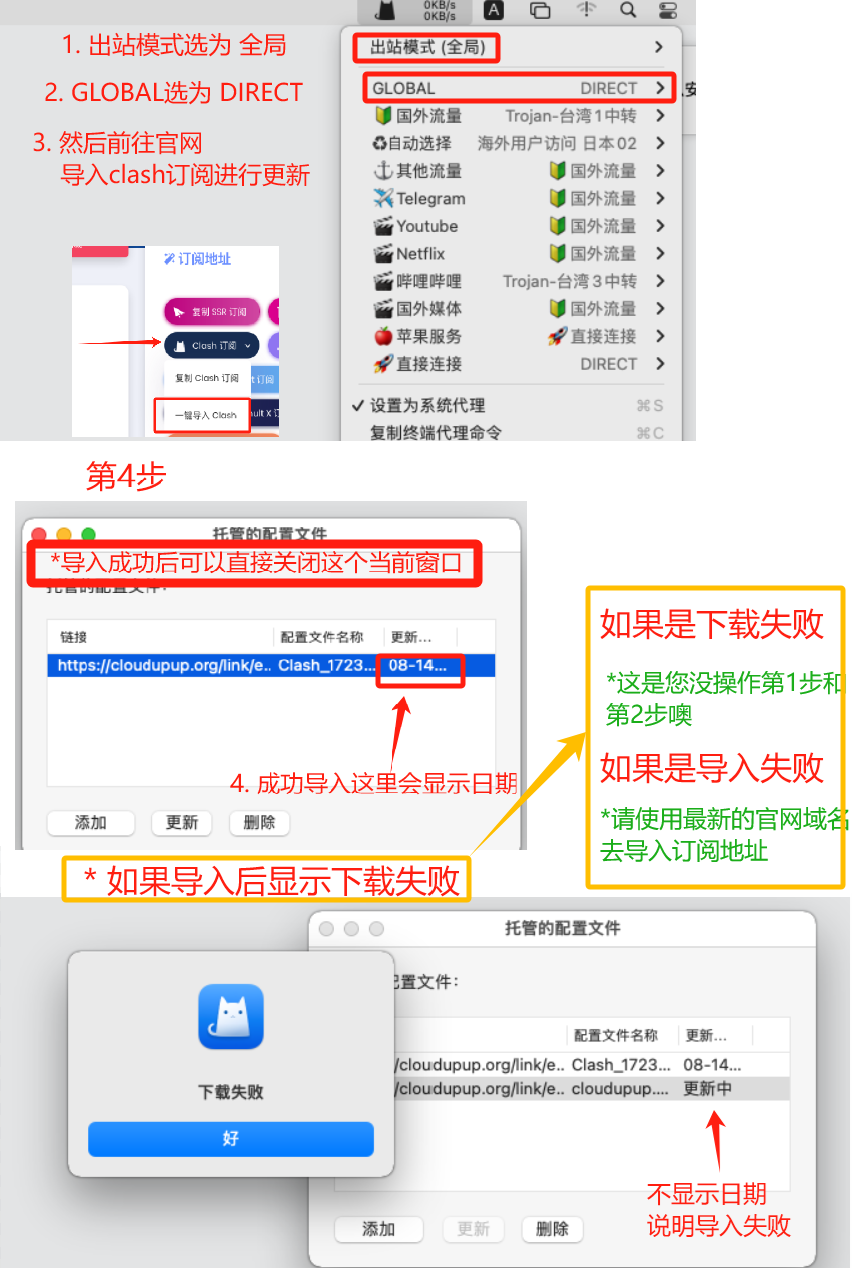 0KB/s
0KB/s
A
1. 出站模式选为 全局
2. GLOBAL选为 DIRECT
3. 然后前往官网
导入clash订阅进行更新
出站模式 (全局)
GLOBAL DIRECT
国外流量 Trojan-台湾1中转
自动选择 海外用户访问 日本02
其他流量 国外流量
Telegram 国外流量
Youtube 国外流量
Netflix 国外流量
哔哩哔哩 Trojan-台湾3中转
国外媒体 国外流量
苹果服务 直接连接
直接连接 DIRECT
设置为系统代理 ⌘S
复制终端代理命令 ⌘C
订阅地址
复制 SSR 订阅
Clash 订阅
复制 Clash 订阅
订阅
一键导入 Clash
ult X 订
第4步
托管的配置文件
*导入成功后可以直接关闭这个当前窗口
托管的配置文件:
链接 配置文件名称 更新...
https://cloudupup.org/link/e.. Clash_1723... 08-14...
4. 成功导入这里会显示日期
添加 更新 删除
如果是下载失败
*这是您没操作第1步和
第2步噢
如果是导入失败
*请使用最新的官网域名
去导入订阅地址
* 如果导入后显示下载失败
托管的配置文件
配置文件:
配置文件名称 更新...
/cloudupup.org/link/e.. Clash_1723... 08-14...
/cloudupup.org/link/e.. cloudupup.... 更新中
下载失败
好
不显示日期
说明导入失败
添加 更新 删除